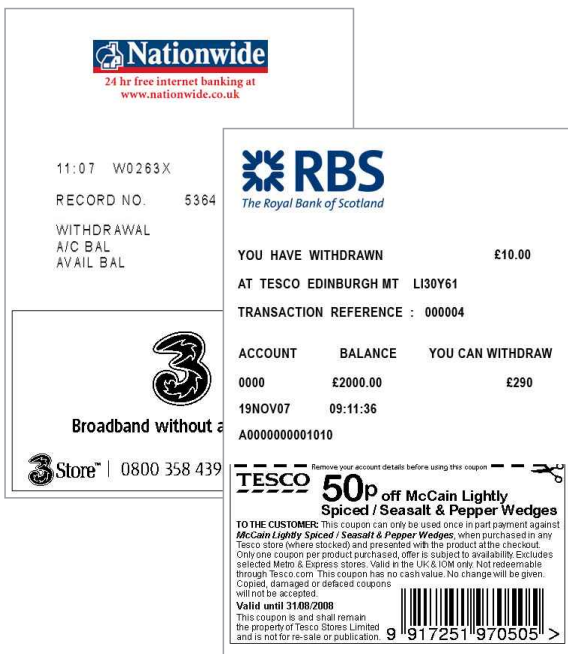 Nationwide
24 hr free internet banking at
www.nationwide.co.uk
11:07 W0263X
RECORD NO. 5364
WITHDRAWAL
A/C BAL
AVAIL BAL
3
Broadband without a
3 Store™ | 0800 358 439
RBS
The Royal Bank of Scotland
YOU HAVE WITHDRAWN £10.00
AT TESCO EDINBURGH MT LI30Y61
TRANSACTION REFERENCE : 000004
ACCOUNT BALANCE YOU CAN WITHDRAW
0000 £2000.00 £290
19NOV07 09:11:36
A0000000001010
Remove your account details before using this coupon
TESCO
50p off McCain Lightly
Spiced / Seasalt & Pepper Wedges
TO THE CUSTOMER: This coupon can only be used once in part payment against
McCain Lightly Spiced / Seasalt & Pepper Wedges, when purchased in any
Tesco store (where stocked) and presented with the product at the checkout.
Only one coupon per product purchased, offer is subject to availability. Excludes
selected Metro & Express stores. Valid in the UK & IOM only. Not redeemable
through Tesco.com This coupon has no cash value. No change will be given.
Copied, damaged or defaced coupons
will not be accepted.
Valid until 31/08/2008
This coupon is and shall remain
the property of Tesco Stores Limited
and is not for re-sale or publication.
9 917251 970505 >